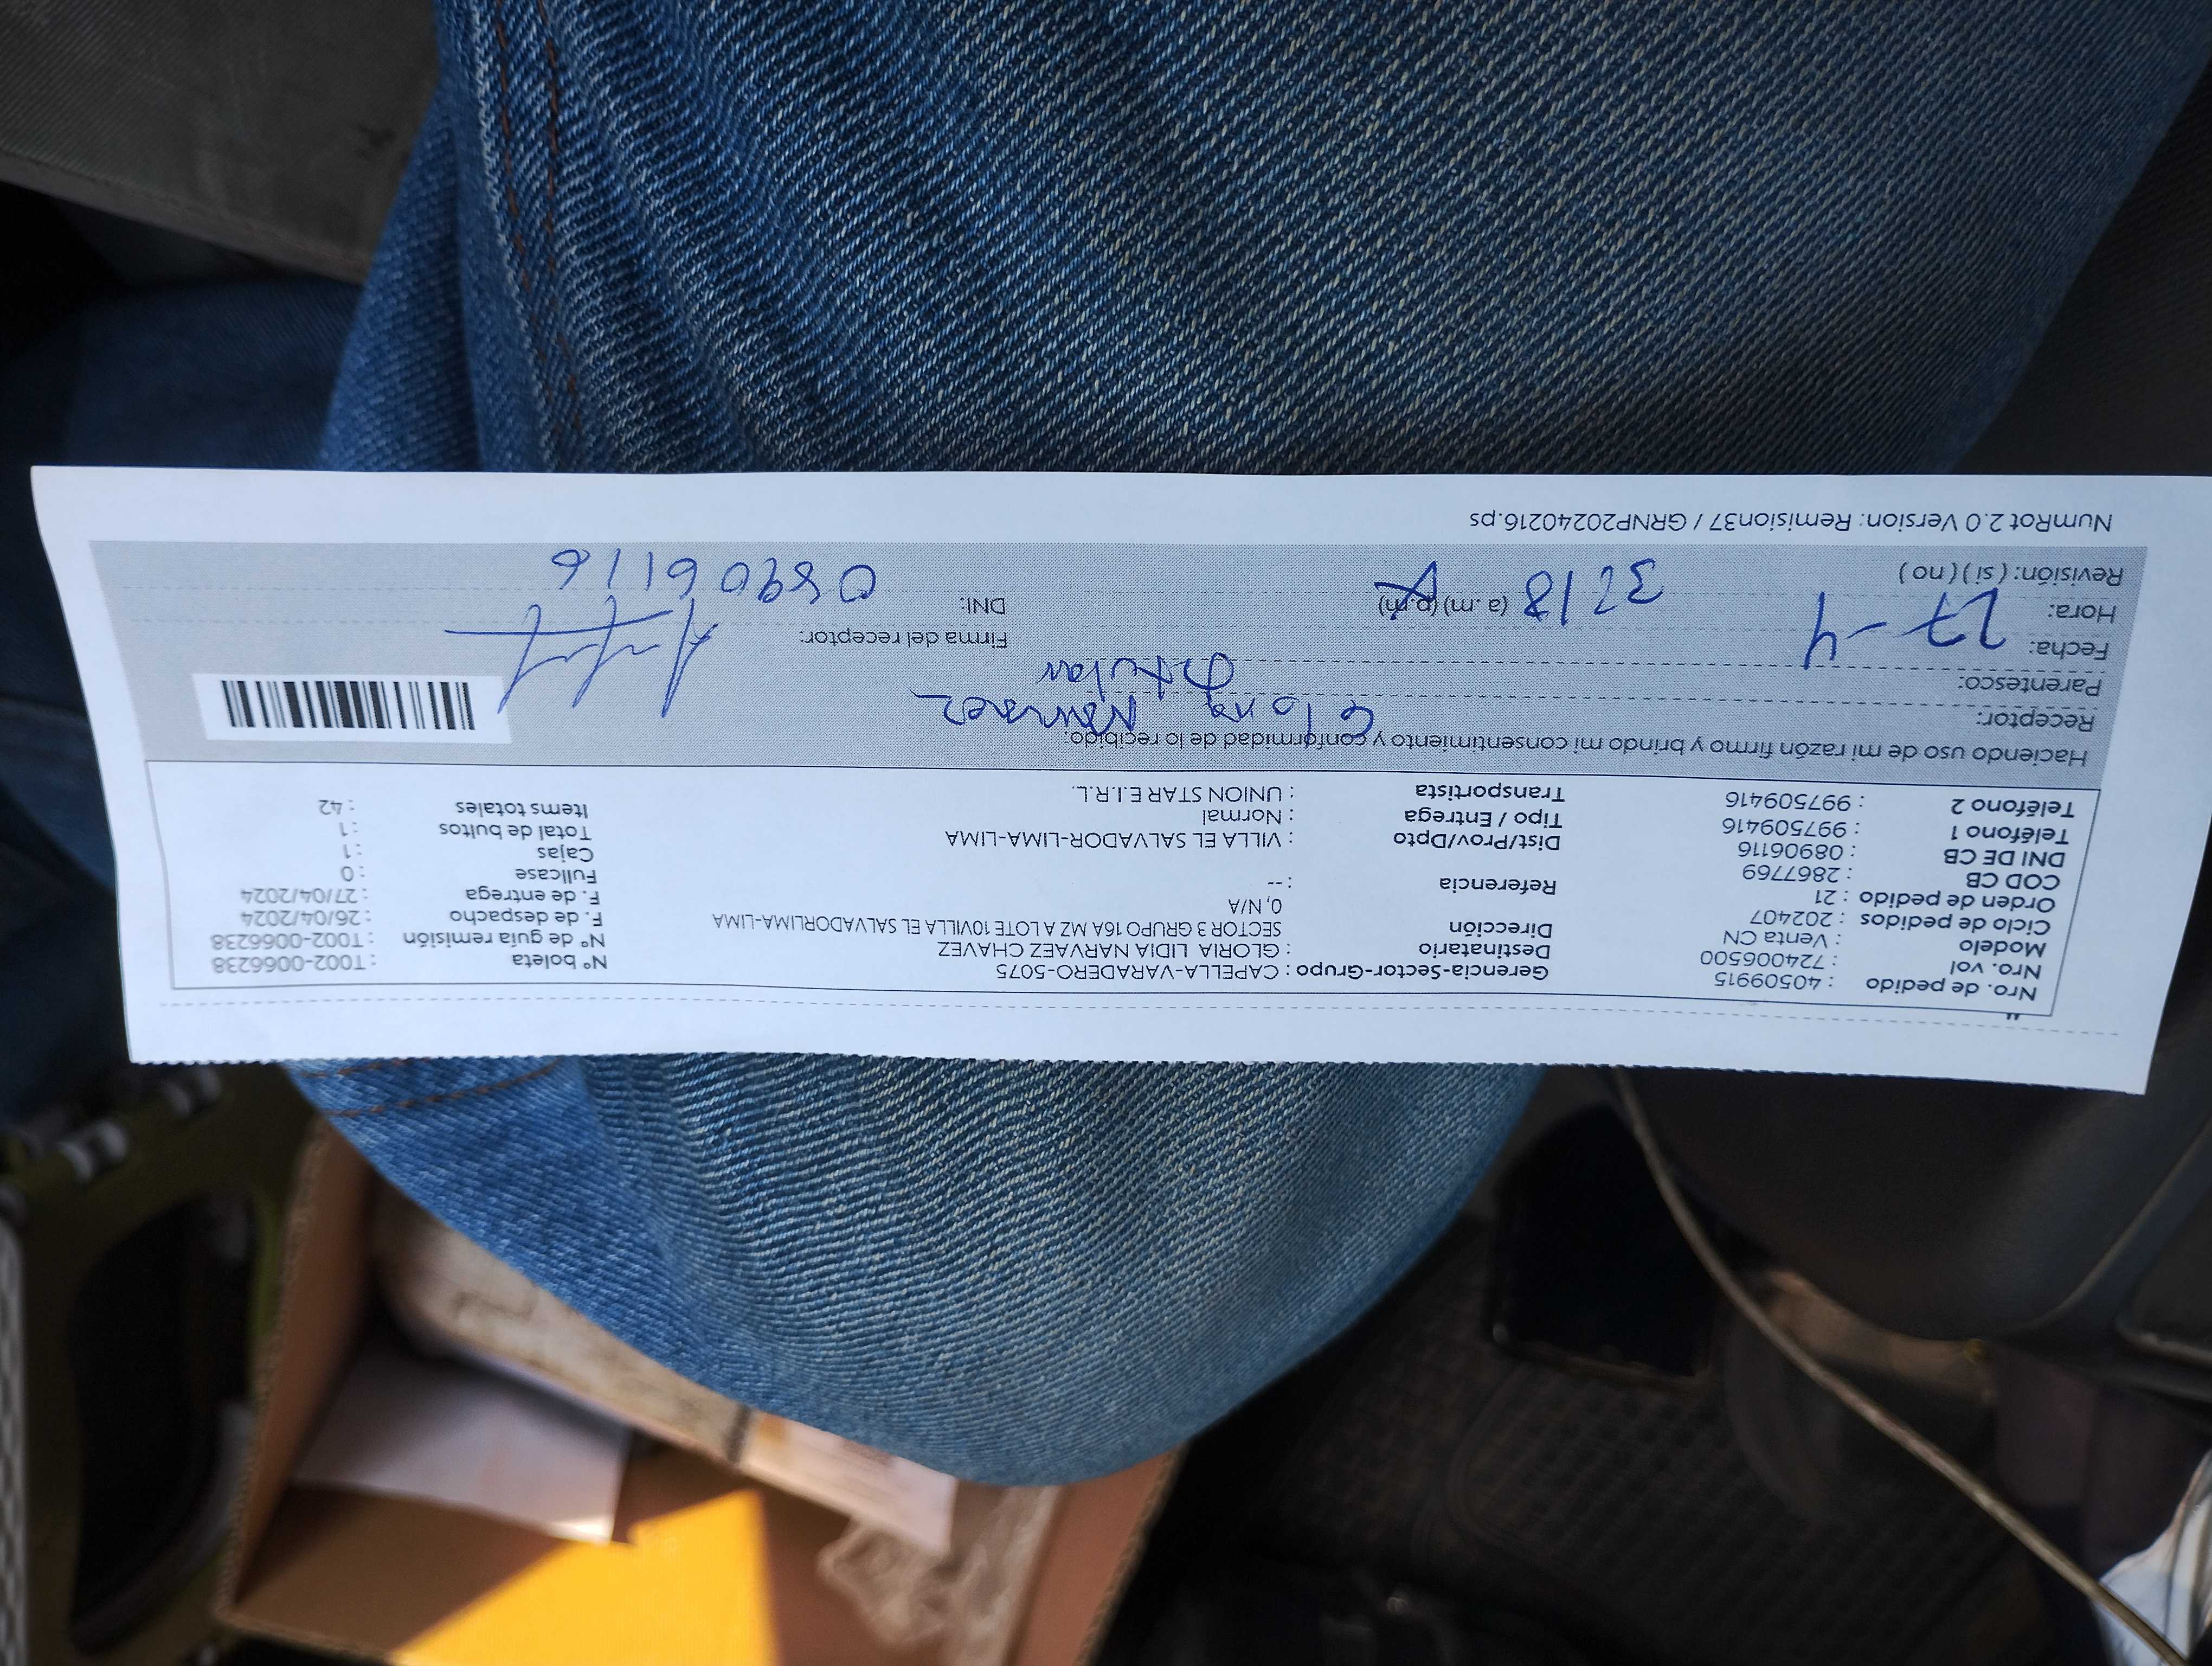 Nro. de pedido : 40509915 Gerencia-Sector-Grupo : CAPELLA-VARADERO-5075 Nº boleta : T002-0066238
Nro. vol : 724006500 Destinatario : GLORIA LIDIA NARVAEZ CHAVEZ Nº de guía remisión : T002-0066238
Modelo : Venta CN Dirección SECTOR 3 GRUPO 16A MZ A LOTE 10VILLA EL SALVADORLIMA-LIMA F. de despacho : 26/04/2024
Ciclo de pedidos : 202407 0, N/A F. de entrega : 27/04/2024
Orden de pedido : 21 Referencia : -- Fullcase : 0
COD CB : 2867769 Cajas : 1
DNI DE CB : 08906116 Dist/Prov/Dpto : VILLA EL SALVADOR-LIMA-LIMA Total de bultos : 1
Teléfono 1 : 997509416 Tipo / Entrega : Normal Items totales : 42
Teléfono 2 : 997509416 Transportista : UNION STAR E.I.R.L.
Haciendo uso de mi razón firmo y brindo mi consentimiento y conformidad de lo recibido:
Receptor: Gloria Narvaez
Parentesco: titular
Fecha: 27-4 Firma del receptor:
Hora: 3:18 (a.m) (p.m) DNI: 08906116
Revisión: ( si ) ( no )
NumRot 2.0 Version: Remision37 / GRNP20240216.ps